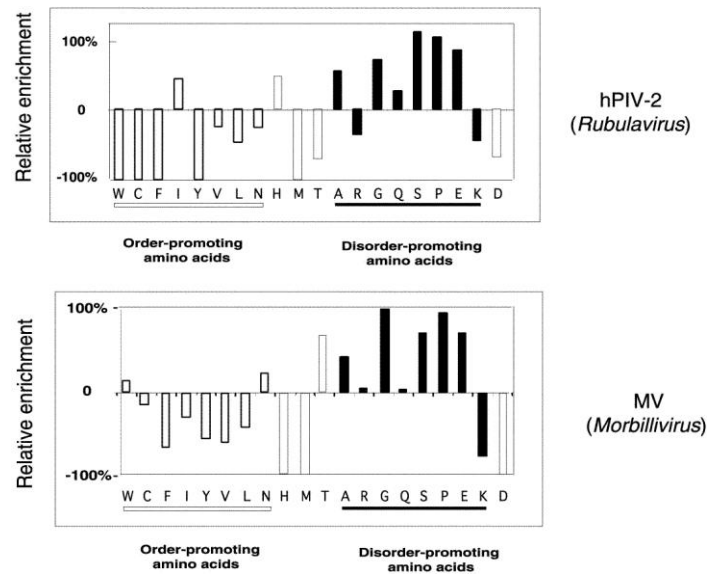 Relative enrichment
100%
0
-100%
W C F I Y V L N H M T A R G Q S P E K D
Order-promoting
amino acids
Disorder-promoting
amino acids
hPIV-2
(Rubulavirus)
Relative enrichment
100%
0
-100%
W C F I Y V L N H M T A R G Q S P E K D
Order-promoting
amino acids
Disorder-promoting
amino acids
MV
(Morbillivirus)